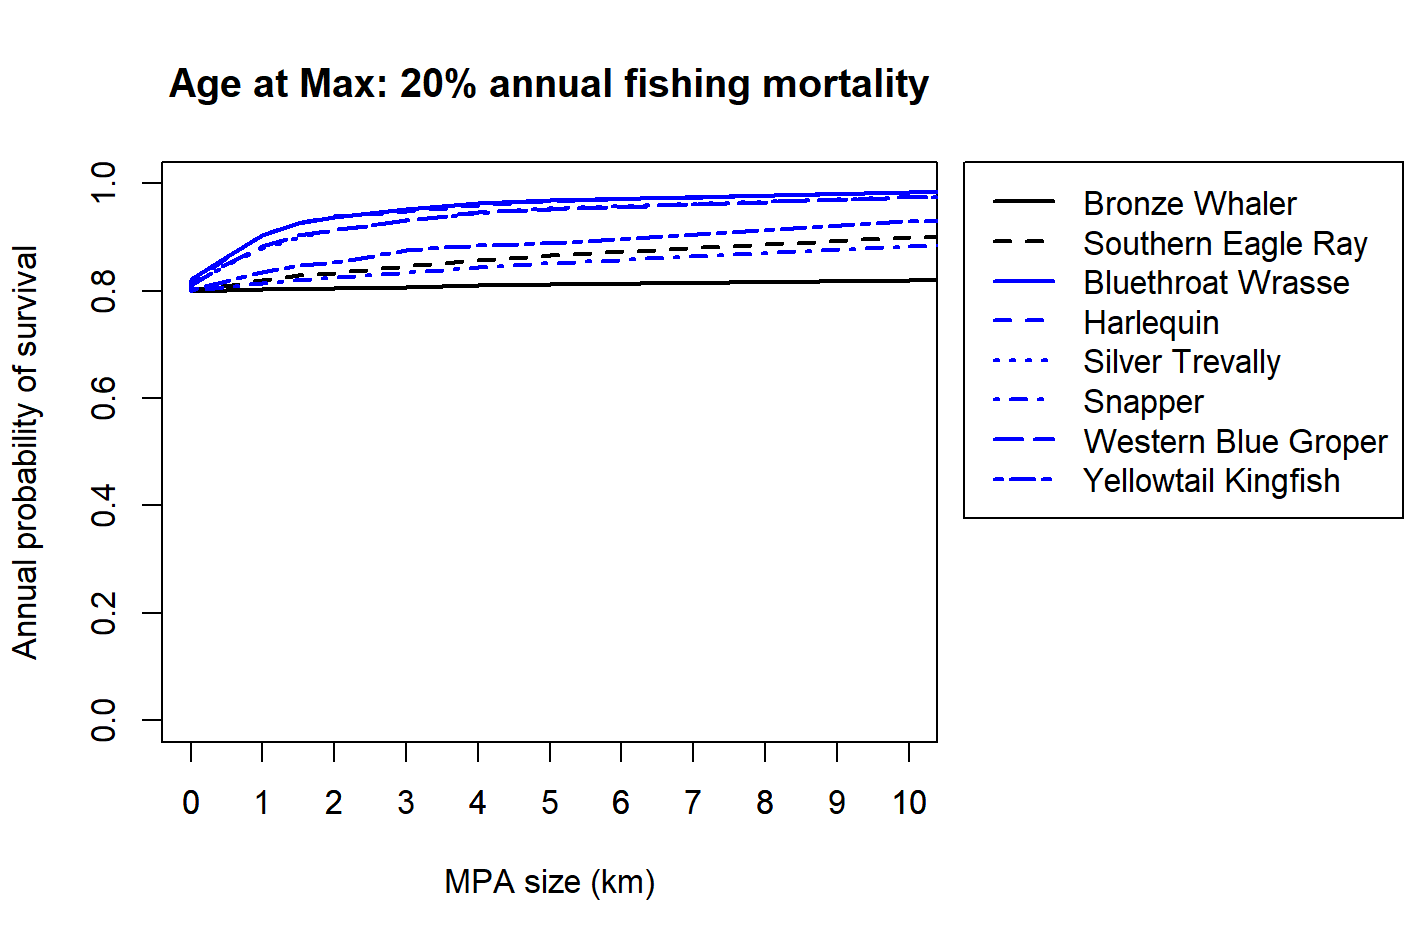 Age at Max: 20% annual fishing mortality
Annual probability of survival
1.0
0.8
0.6
0.4
0.2
0.0
0 1 2 3 4 5 6 7 8 9 10
MPA size (km)
Bronze Whaler
Southern Eagle Ray
Bluethroat Wrasse
Harlequin
Silver Trevally
Snapper
Western Blue Groper
Yellowtail Kingfish